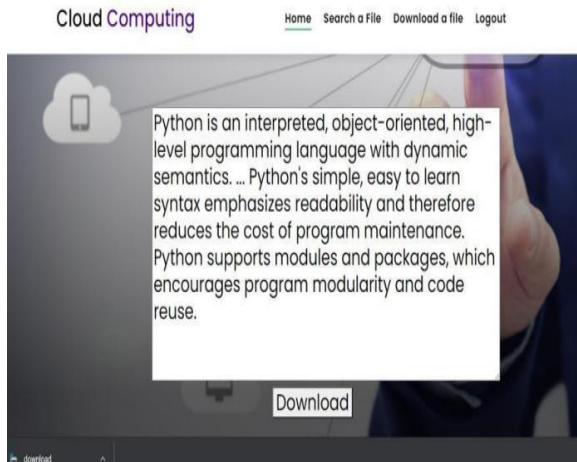 Cloud Computing
Home Search a File Download a file Logout
Python is an interpreted, object-oriented, high-
level programming language with dynamic
semantics. ... Python's simple, easy to learn
syntax emphasizes readability and therefore
reduces the cost of program maintenance.
Python supports modules and packages, which
encourages program modularity and code
reuse.
Download
download